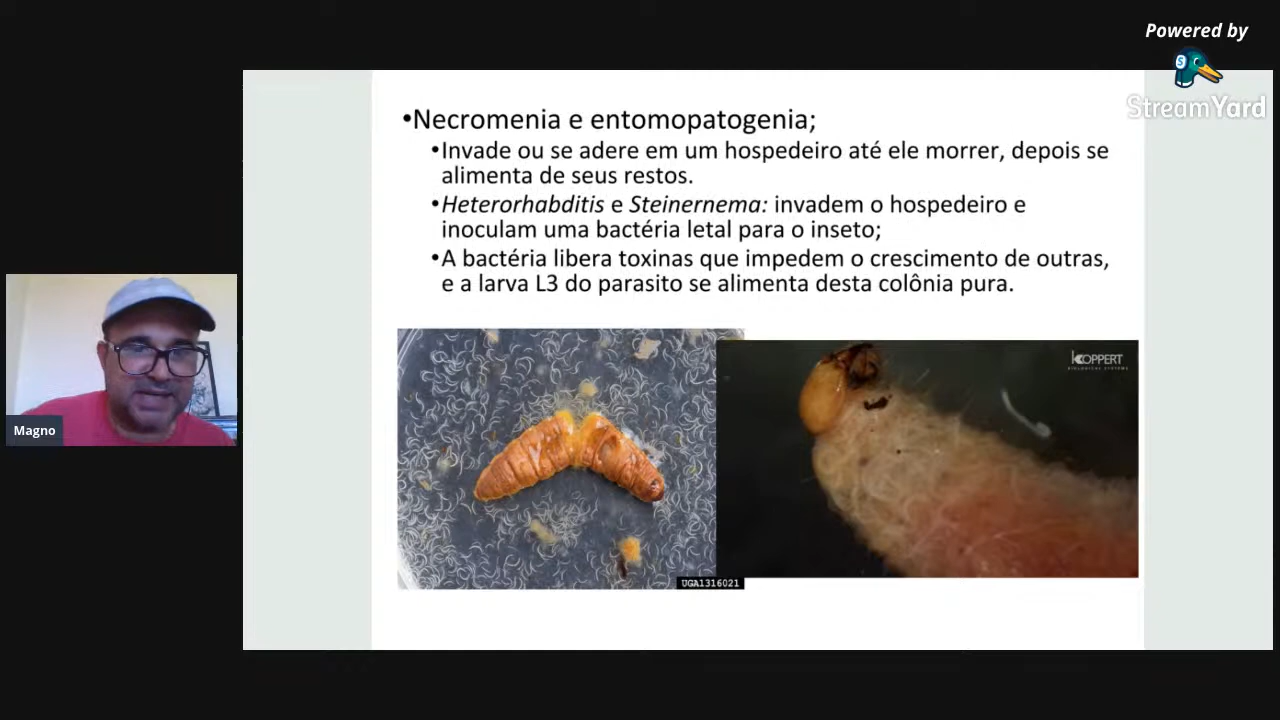 Powered by
StreamYard
•Necromenia e entomopatogenia;
•Invade ou se adere em um hospedeiro até ele morrer, depois se
alimenta de seus restos.
•Heterorhabditis e Steinernema: invadem o hospedeiro e
inoculam uma bactéria letal para o inseto;
•A bactéria libera toxinas que impedem o crescimento de outras,
e a larva L3 do parasito se alimenta desta colônia pura.
KOPPERT
BIOLOGICAL SYSTEMS
Magno
UGA1316021